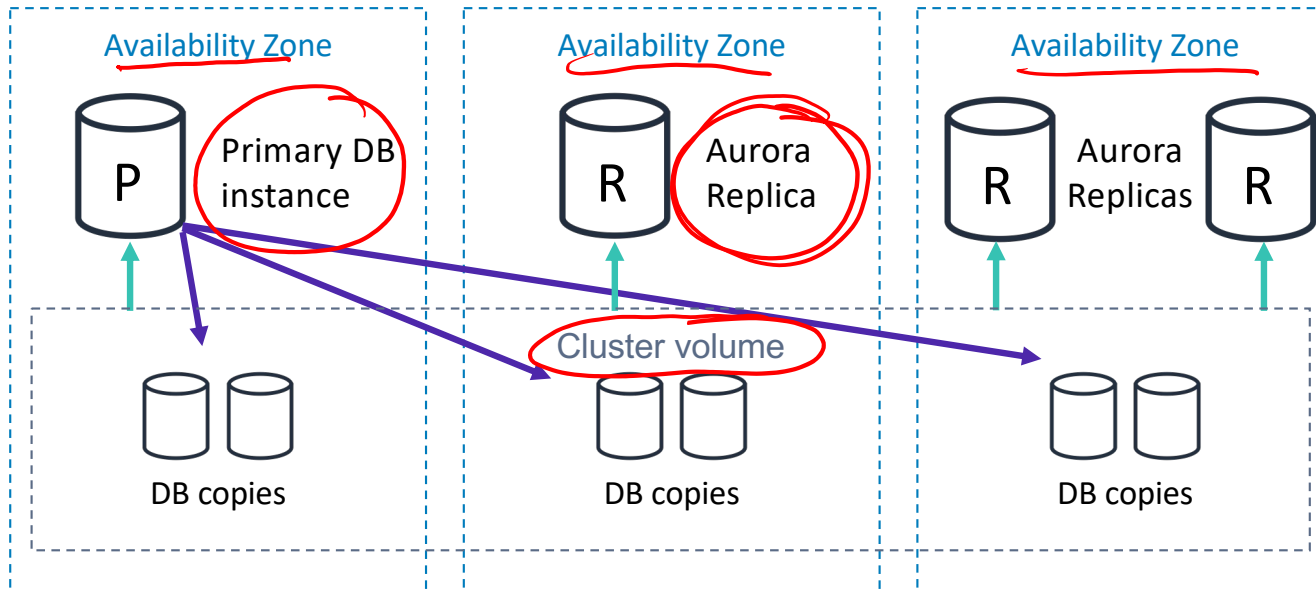 Availability Zone
Availability Zone
Availability Zone
P
Primary DB
instance
R
Aurora
Replica
R
Aurora
Replicas
R
Cluster volume
DB copies
DB copies
DB copies